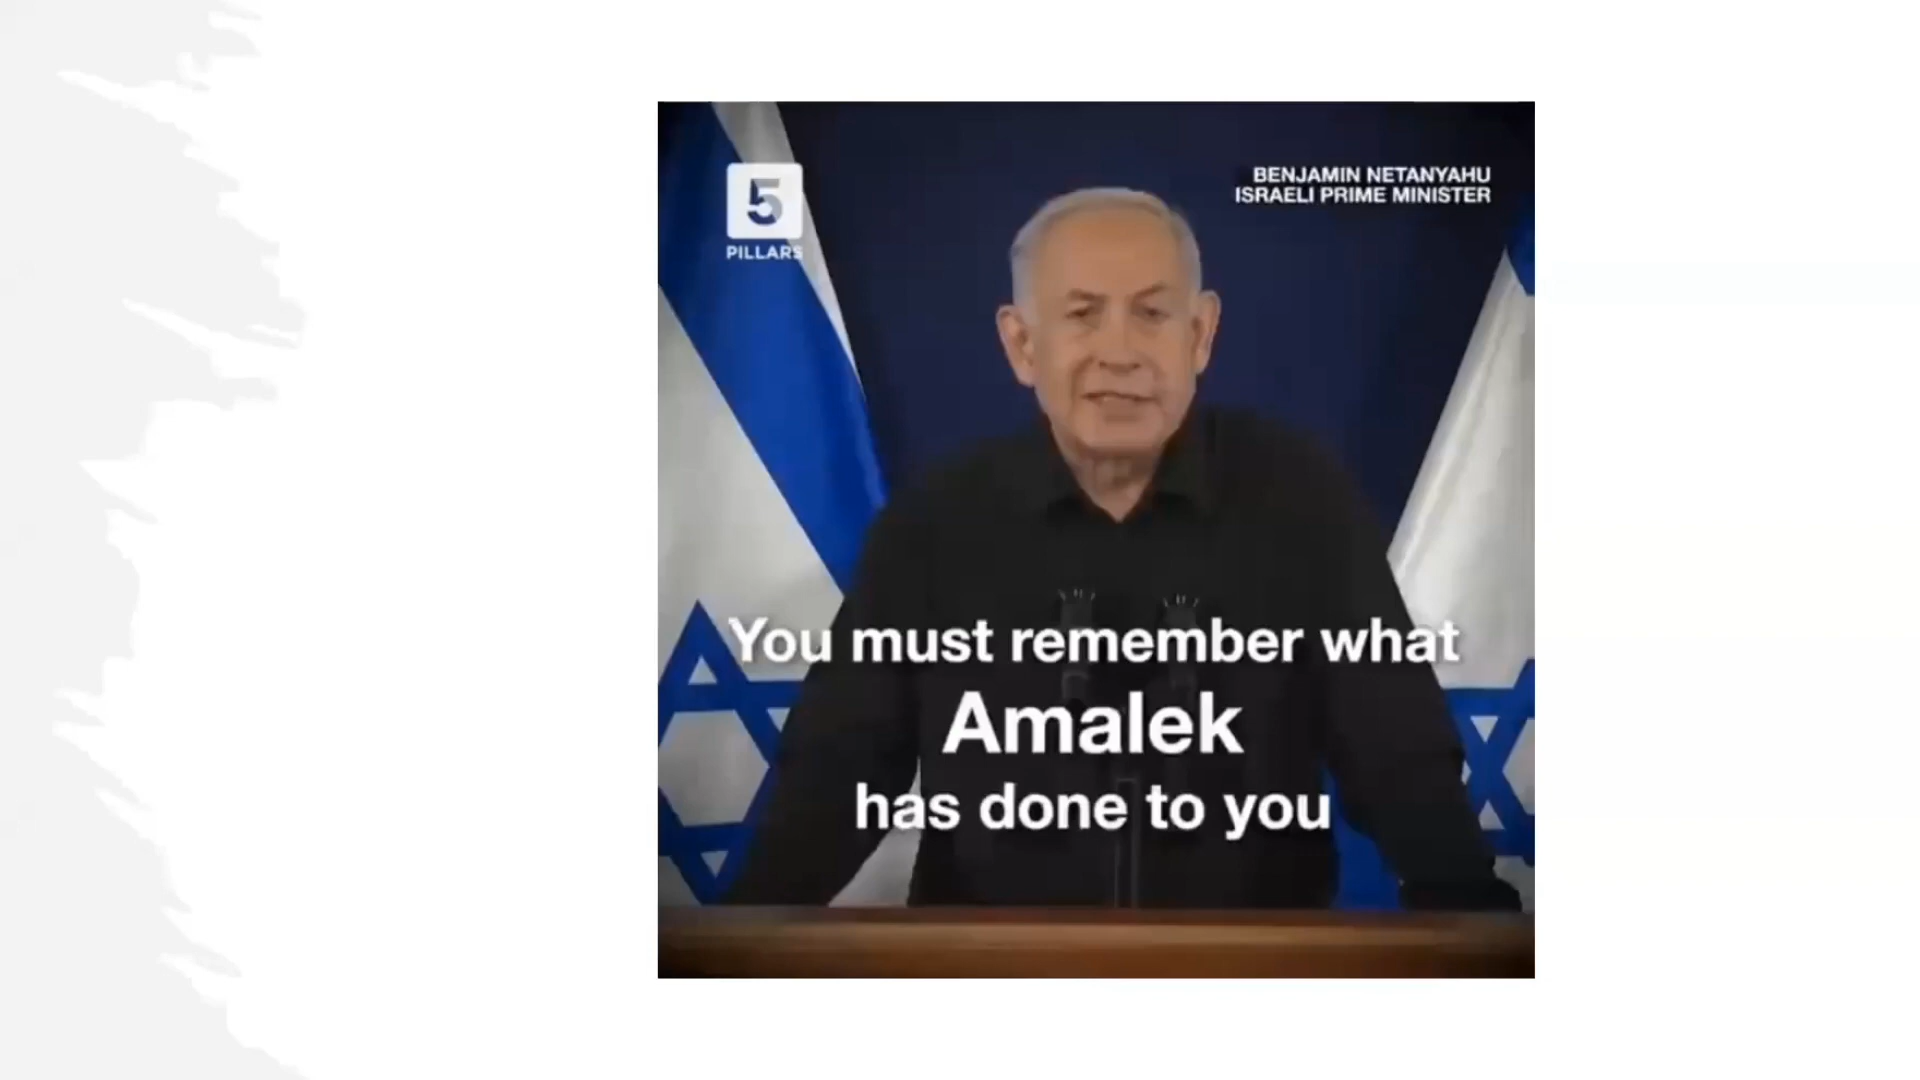 5
PILLARS
BENJAMIN NETANYAHU
ISRAELI PRIME MINISTER
You must remember what
Amalek
has done to you